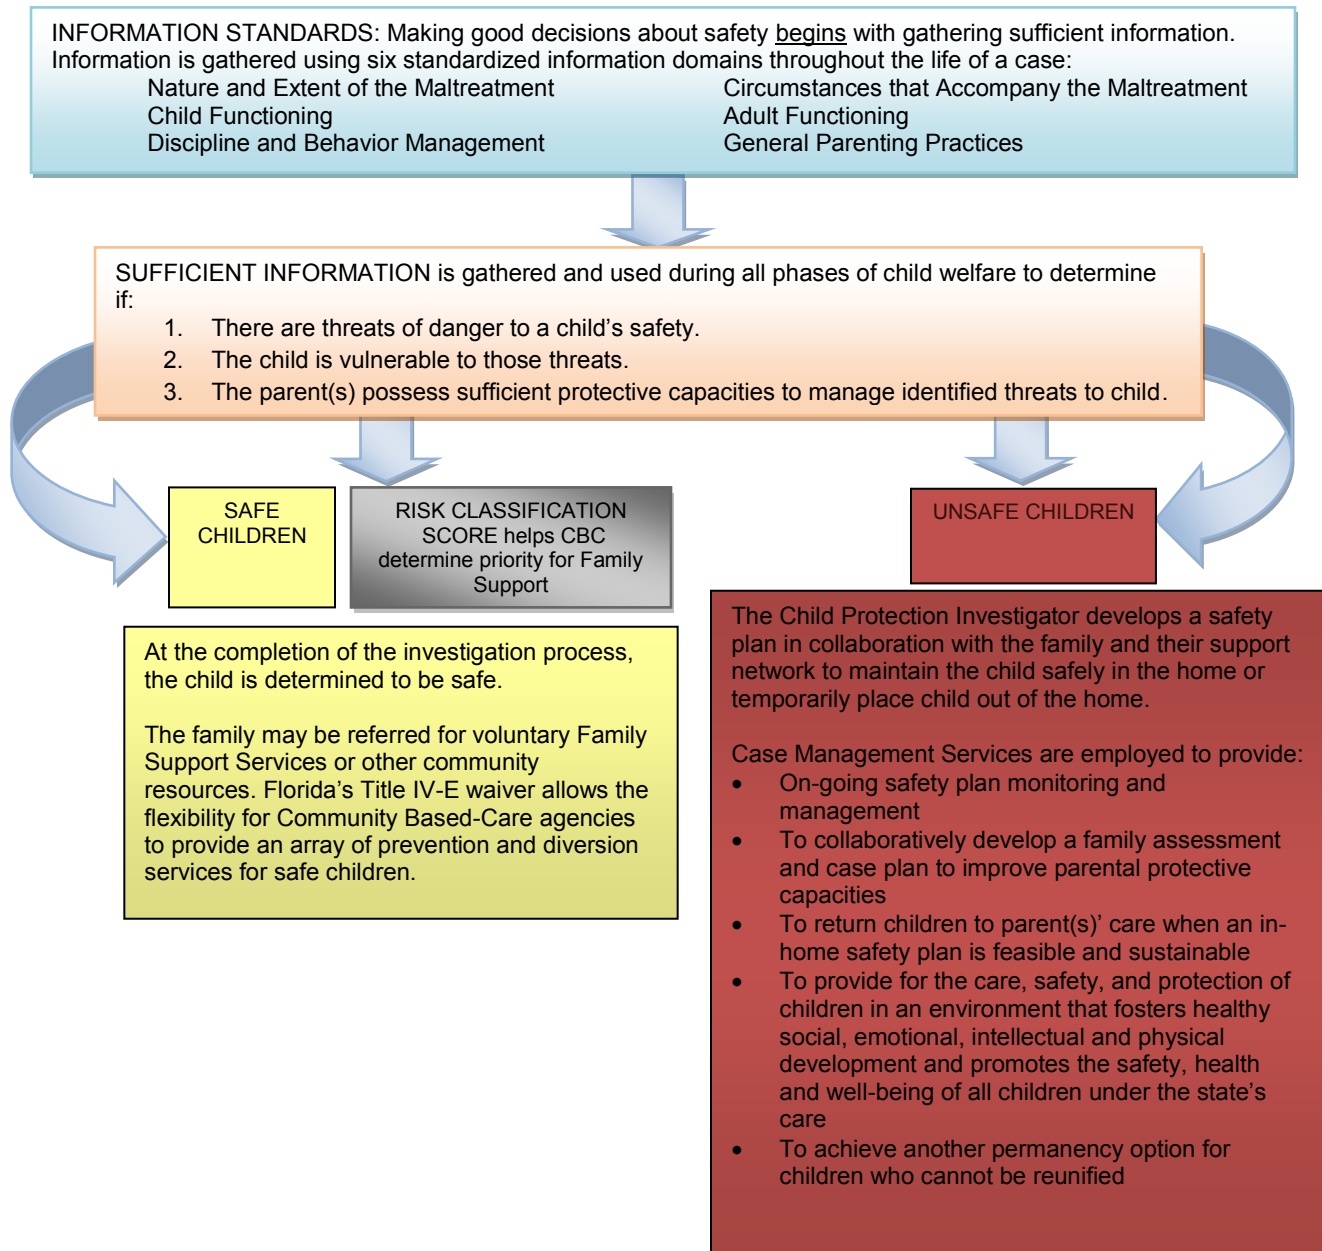 INFORMATION STANDARDS: Making good decisions about safety begins with gathering sufficient information.
Information is gathered using six standardized information domains throughout the life of a case:
Nature and Extent of the Maltreatment
Circumstances that Accompany the Maltreatment
Child Functioning
Adult Functioning
Discipline and Behavior Management
General Parenting Practices
SUFFICIENT INFORMATION is gathered and used during all phases of child welfare to determine
if:
1. There are threats of danger to a child's safety.
2. The child is vulnerable to those threats.
3. The parent(s) possess sufficient protective capacities to manage identified threats to child.
SAFE
CHILDREN
RISK CLASSIFICATION
SCORE helps CBC
determine priority for Family
Support
UNSAFE CHILDREN
At the completion of the investigation process,
the child is determined to be safe.
The family may be referred for voluntary Family
Support Services or other community
resources. Florida's Title IV-E waiver allows the
flexibility for Community Based-Care agencies
to provide an array of prevention and diversion
services for safe children.
The Child Protection Investigator develops a safety
plan in collaboration with the family and their support
network to maintain the child safely in the home or
temporarily place child out of the home.
Case Management Services are employed to provide:
• On-going safety plan monitoring and
management
• To collaboratively develop a family assessment
and case plan to improve parental protective
capacities
• To return children to parent(s)' care when an in-
home safety plan is feasible and sustainable
• To provide for the care, safety, and protection of
children in an environment that fosters healthy
social, emotional, intellectual and physical
development and promotes the safety, health
and well-being of all children under the state's
care
• To achieve another permanency option for
children who cannot be reunified